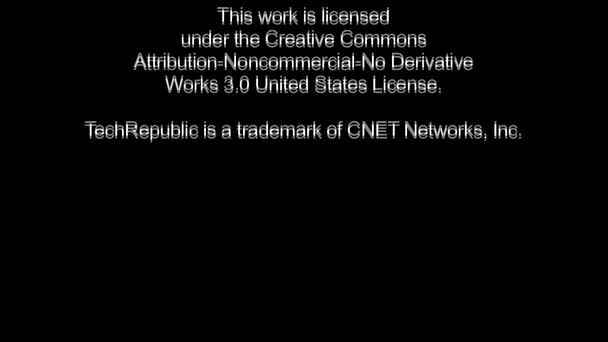 This work is licensed
under the Creative Commons
Attribution-Noncommercial-No Derivative
Works 3.0 United States License.
TechRepublic is a trademark of CNET Networks, Inc.